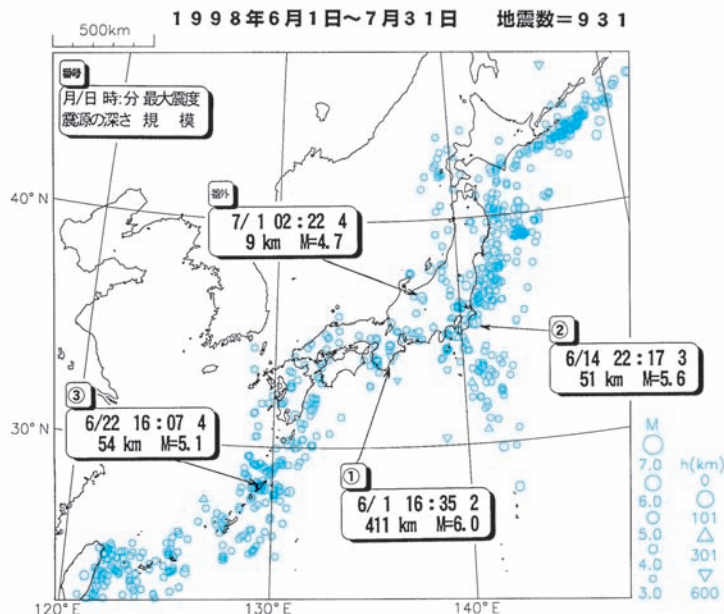 1998年6月1日～7月31日 地震数＝931
500km
番号
月/日 時:分 最大震度
震源の深さ 規 模
40°N
番外
7/ 1 02:22 4
9 km M=4.7
②
6/14 22:17 3
51 km M=5.6
③
6/22 16:07 4
54 km M=5.1
30°N
①
6/ 1 16:35 2
411 km M=6.0
M
7.0
6.0
5.0
4.0
3.0
h(km)
0
101
301
600
120°E
130°E
140°E